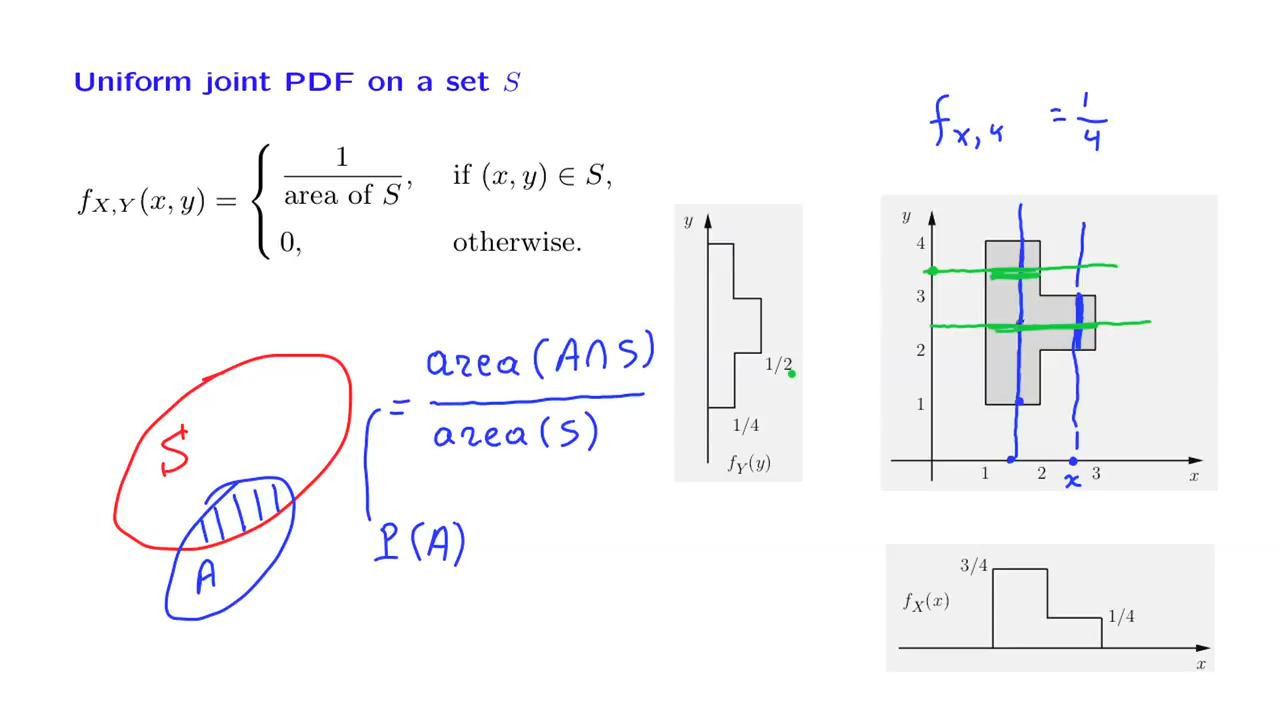 Uniform joint PDF on a set S
f_{X,Y}(x, y) = { 1 / area of S, if (x, y) ∈ S,
0, otherwise.
f_{X,Y} = 1/4
S
A
= area(A∩S) / area(S)
P(A)
y
1/2
1/4
f_Y(y)
y
4
3
2
1
1 2 x 3 x
3/4
f_X(x)
1/4
x